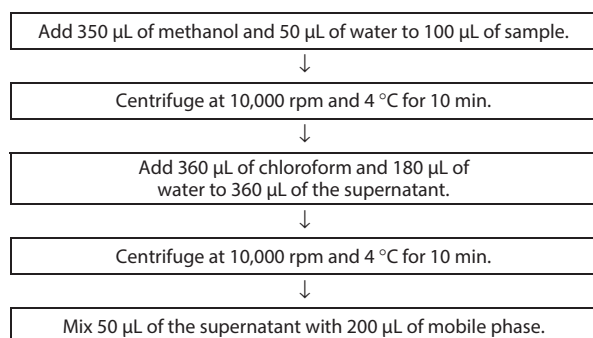 Add 350 μL of methanol and 50 μL of water to 100 μL of sample.
↓
Centrifuge at 10,000 rpm and 4 °C for 10 min.
↓
Add 360 μL of chloroform and 180 μL of
water to 360 μL of the supernatant.
↓
Centrifuge at 10,000 rpm and 4 °C for 10 min.
↓
Mix 50 μL of the supernatant with 200 μL of mobile phase.